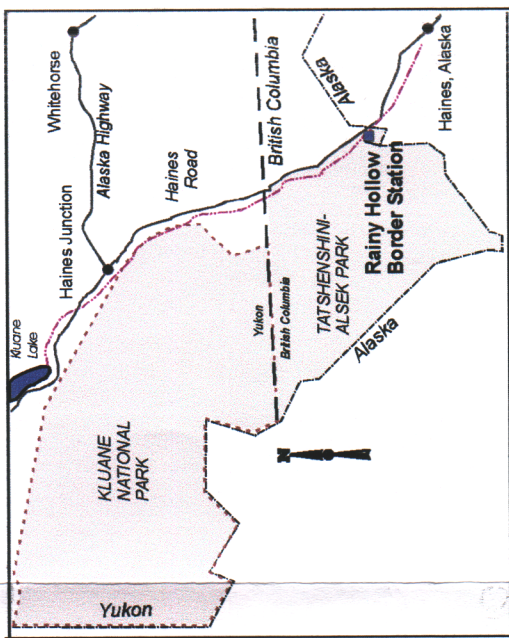 Whitehorse
Alaska Highway
Haines Junction
Kluane
Lake
Haines
Road
British Columbia
Alaska
Haines, Alaska
Rainy Hollow
Border Station
TATSHENSHINI-
ALSEK PARK
Yukon
British Columbia
Alaska
KLUANE
NATIONAL
PARK
N
Yukon